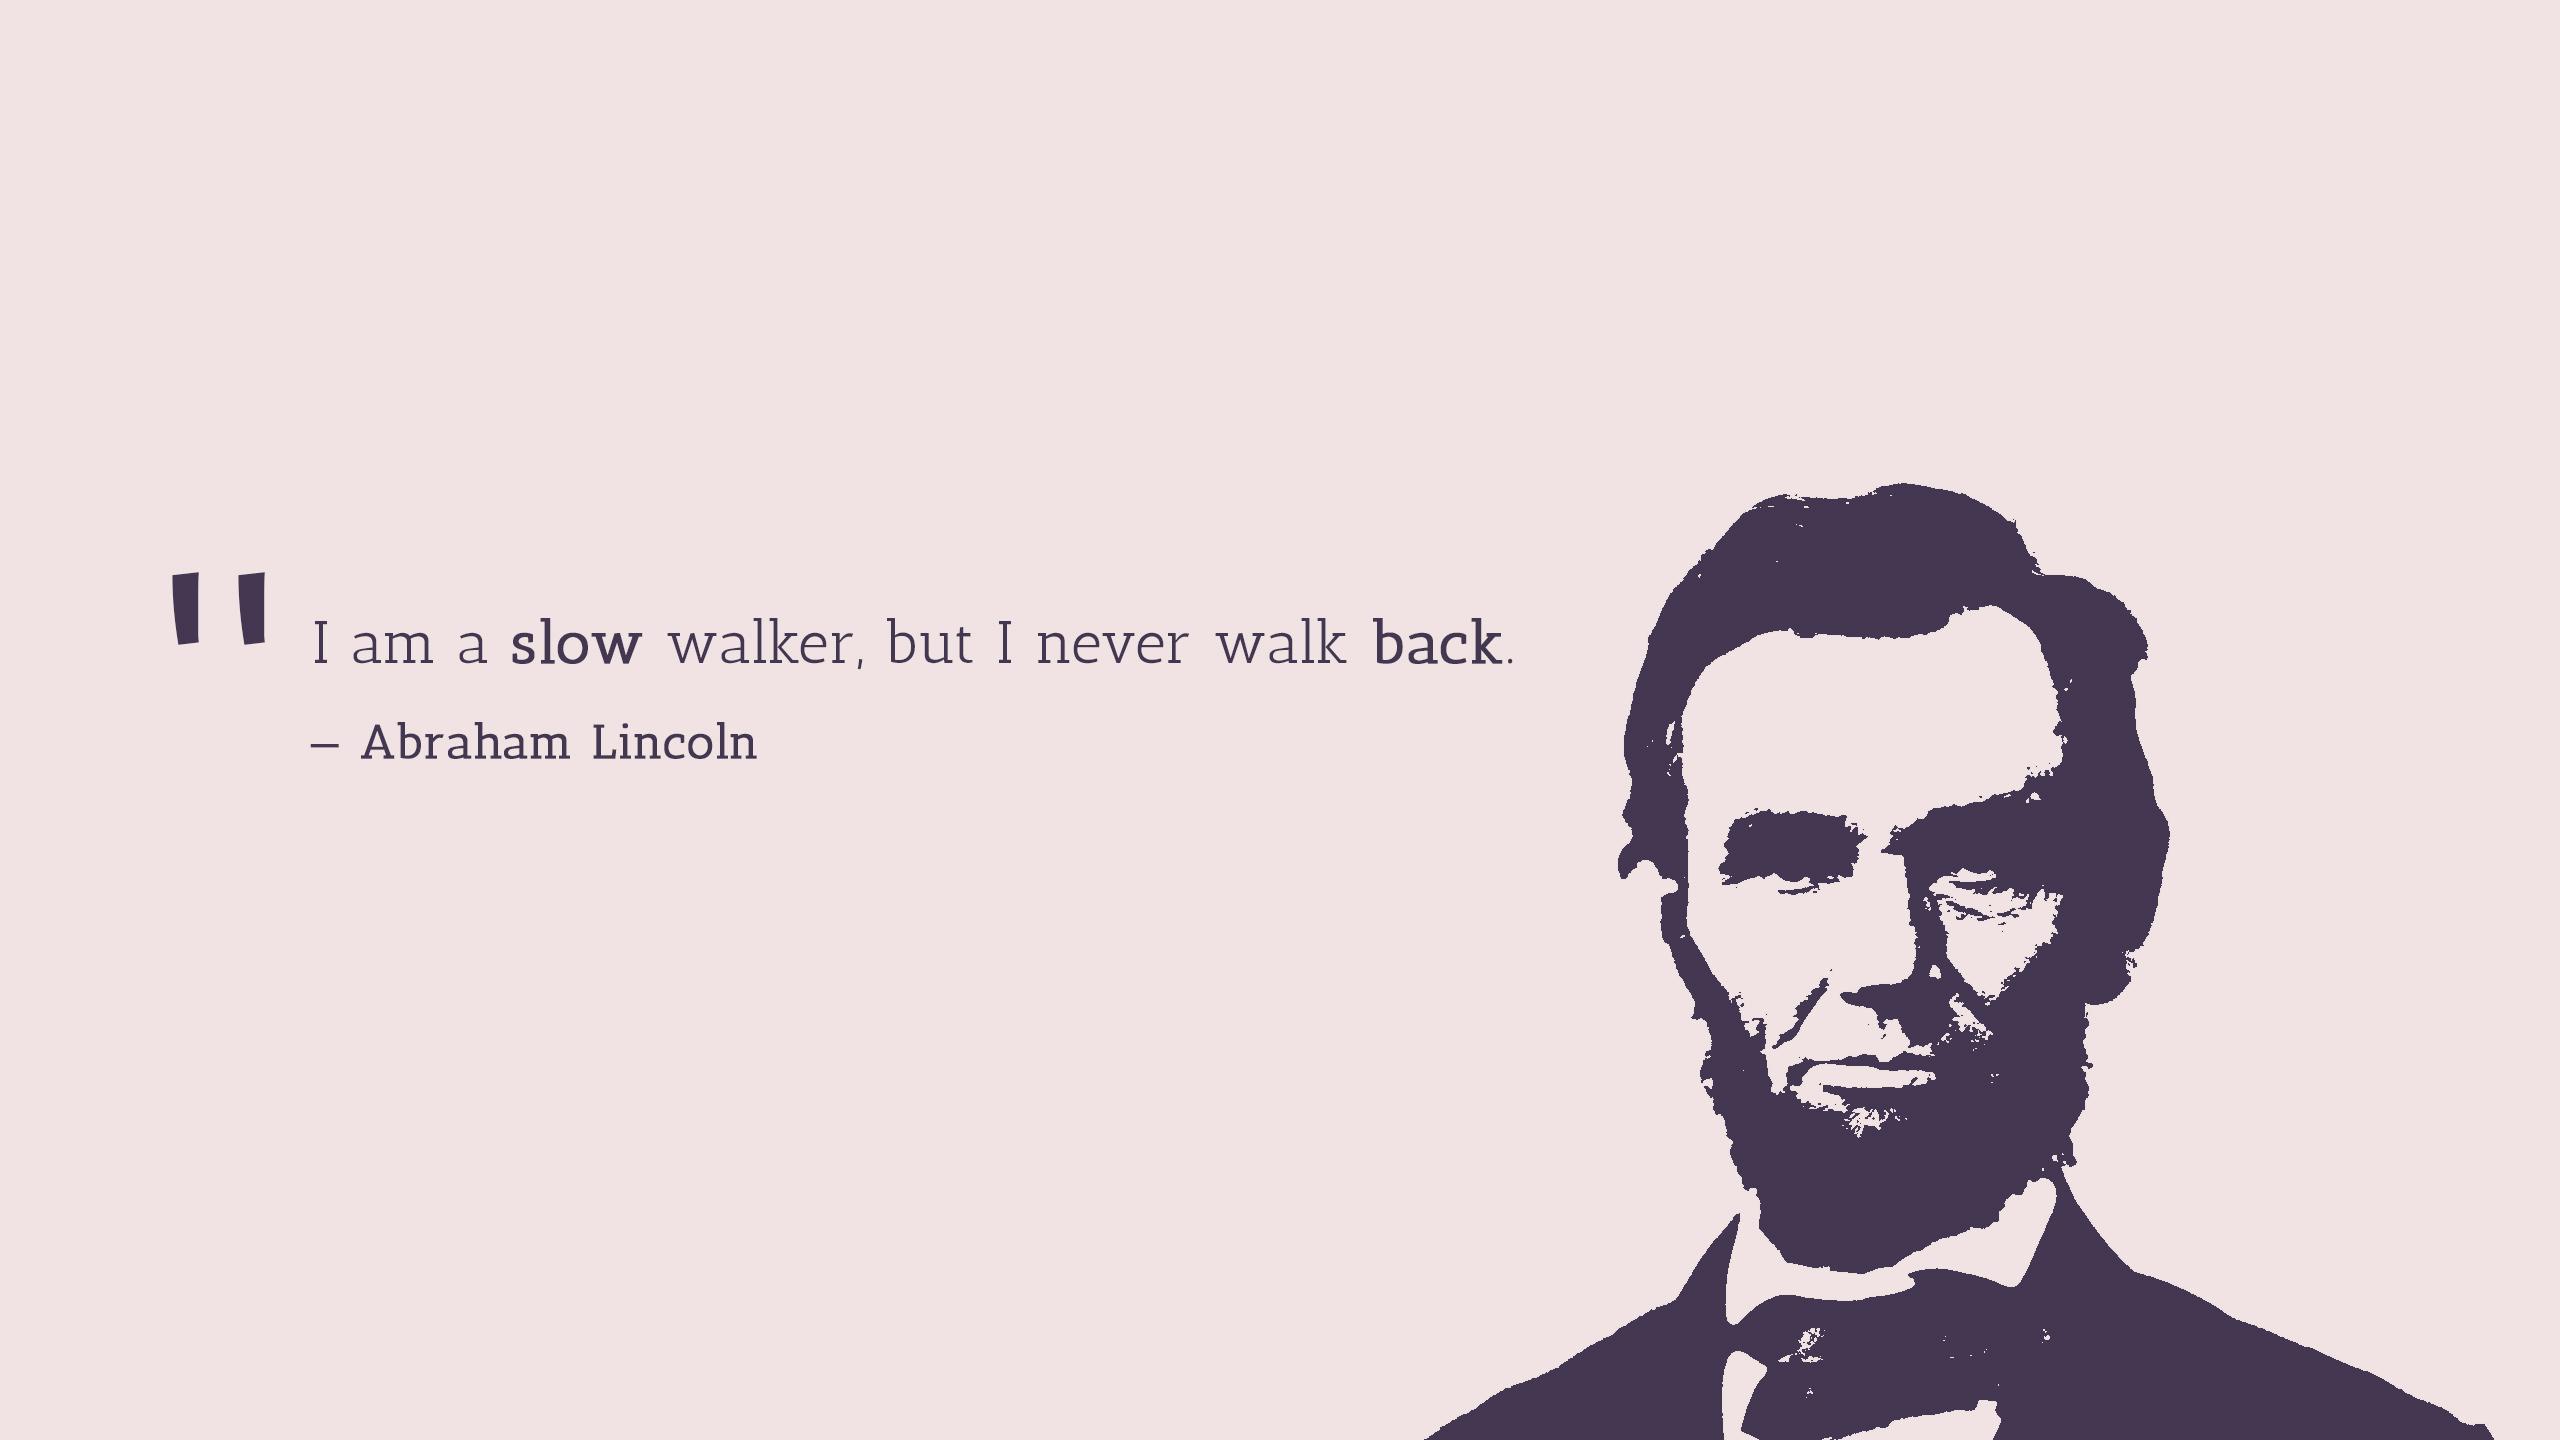 " I am a slow walker, but I never walk back.
– Abraham Lincoln